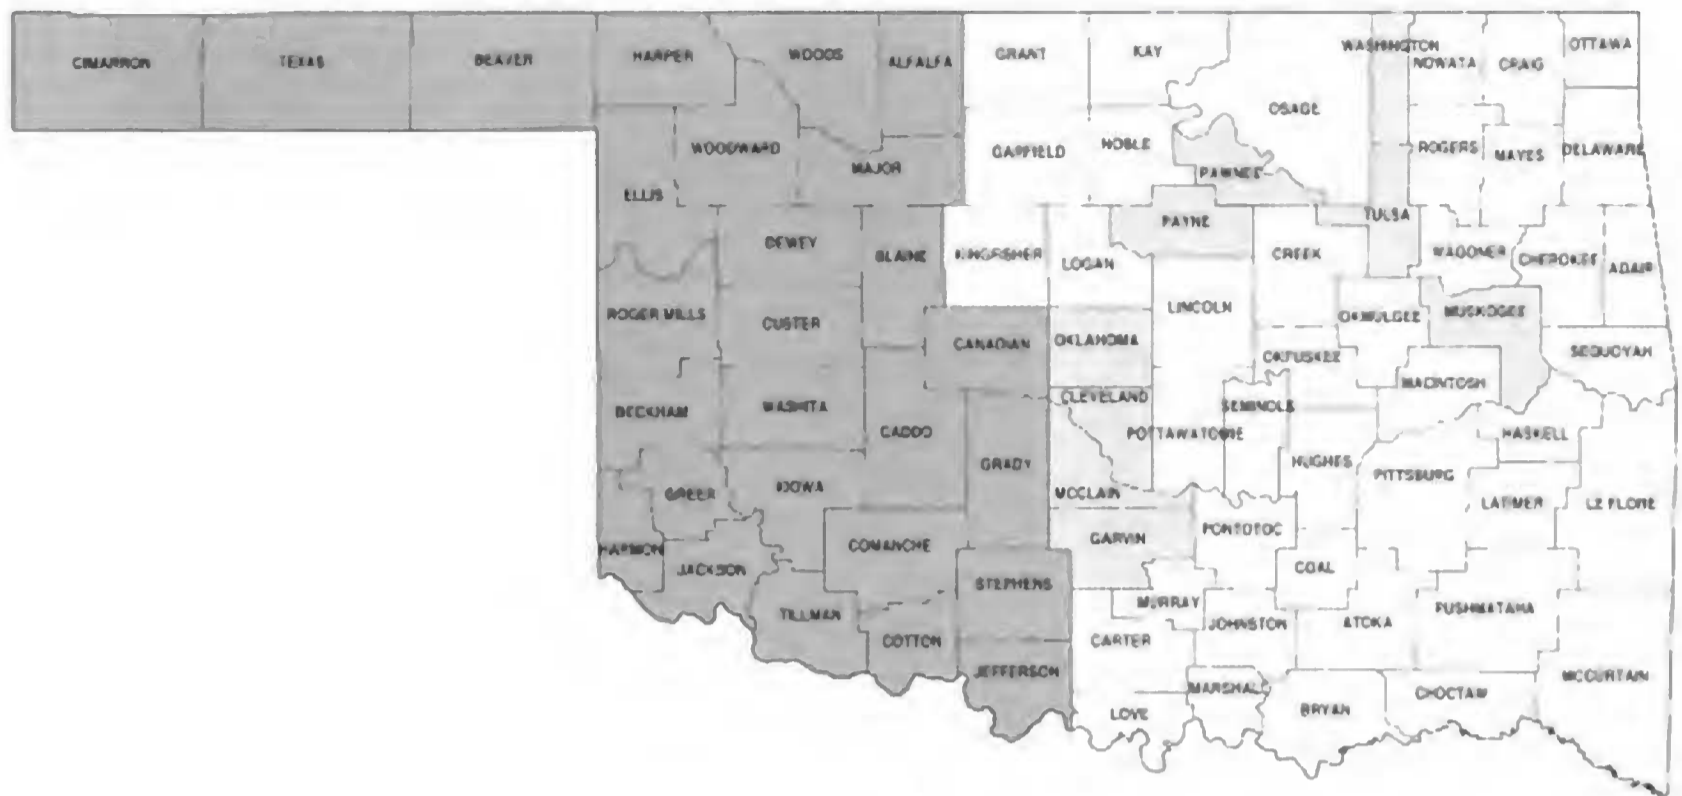 CIMARRON
TEXAS
BEAVER
HARPER
WOODS
ALFALFA
GRANT
KAY
WASHINGTON
OTTAWA
NOWATA
CRAIG
OSAGE
WOODWARD
MAJOR
GARFIELD
NOBLE
PAWNEE
ROGERS
MAYES
DELAWARE
ELLIS
DEWEY
BLAINE
KINGFISHER
LOGAN
PAYNE
CREEK
TULSA
WAGONER
CHEROKEE
ADAIR
ROGER MILLS
CUSTER
CANADIAN
OKLAHOMA
LINCOLN
OKMULGEE
MUSKOGEE
OKFUSKEE
SEQUOYAH
MACINTOSH
BECKHAM
WASHITA
CADDO
CLEVELAND
SEMINOLE
POTTAWATOMIE
HASKELL
GRADY
HUGHES
PITTSBURG
GREER
KIOWA
MCCLAIN
LATIMER
LE FLORE
HARMON
JACKSON
COMANCHE
GARVIN
PONTOTOC
COAL
STEPHENS
TILLMAN
COTTON
MURRAY
JOHNSTON
ATOKA
PUSHMATAHA
CARTER
JEFFERSON
MARSHALL
MCCURTAIN
LOVE
BRYAN
CHOCTAW